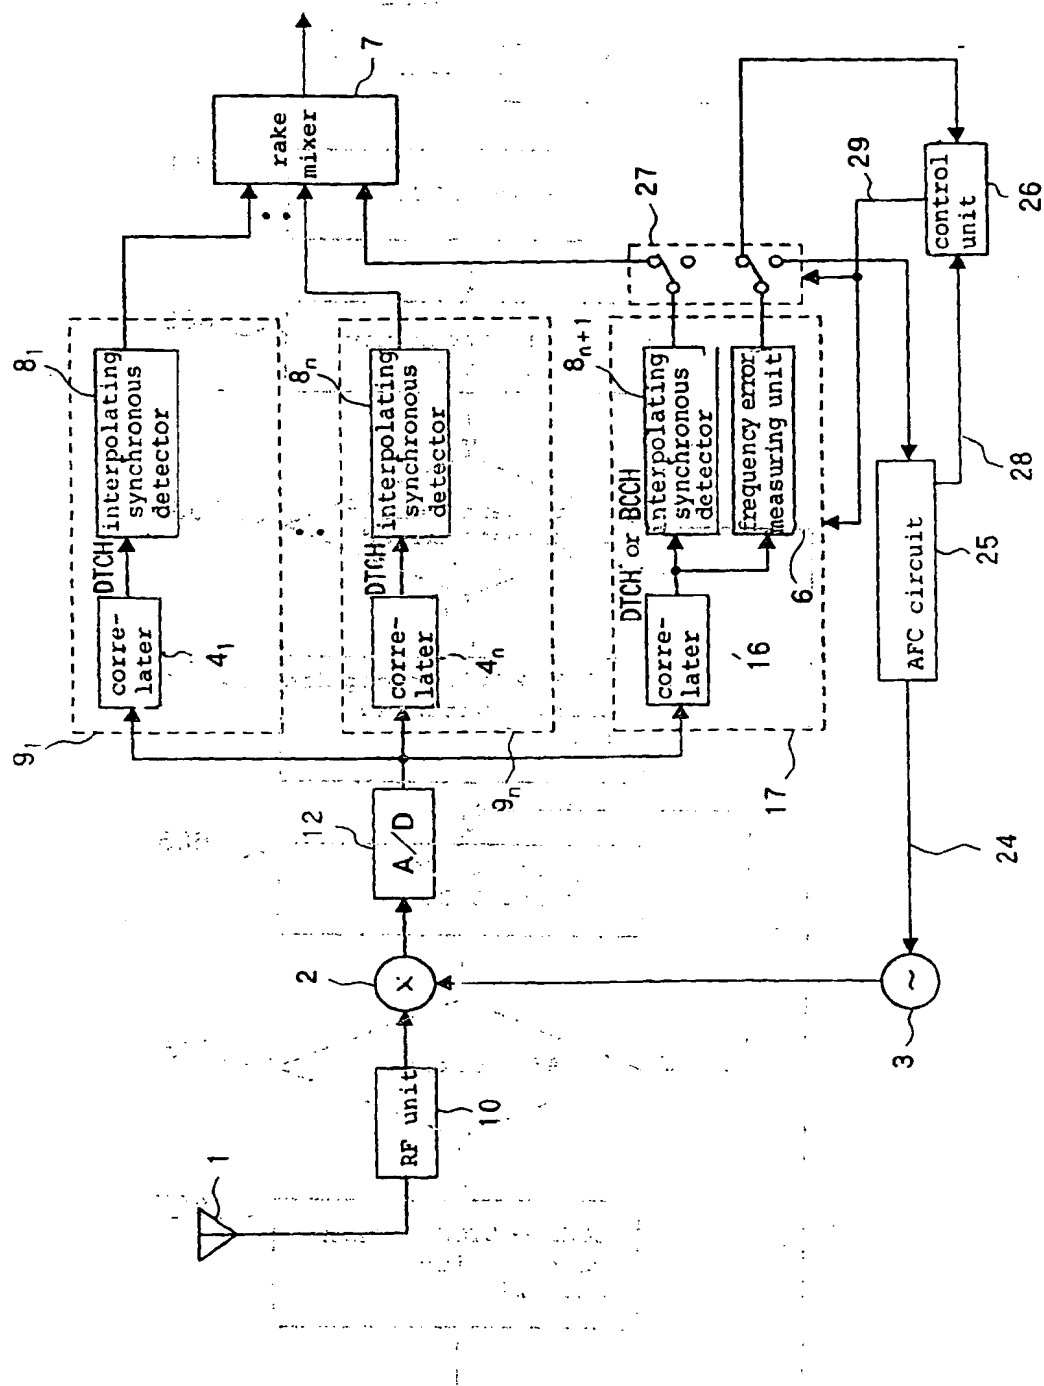 1
RF unit
10
2
3
12
A/D
24
9₁
corre-
later
4₁
DTCH
interpolating
synchronous
detector
8₁
9ₙ
corre-
later
4ₙ
DTCH
interpolating
synchronous
detector
8ₙ
17
corre-
later
16
DTCH or BCCH
interpolating
synchronous
detector
8ₙ₊₁
frequency error
measuring unit
6
27
rake
mixer
7
AFC circuit
25
28
control
unit
26
29
X
~